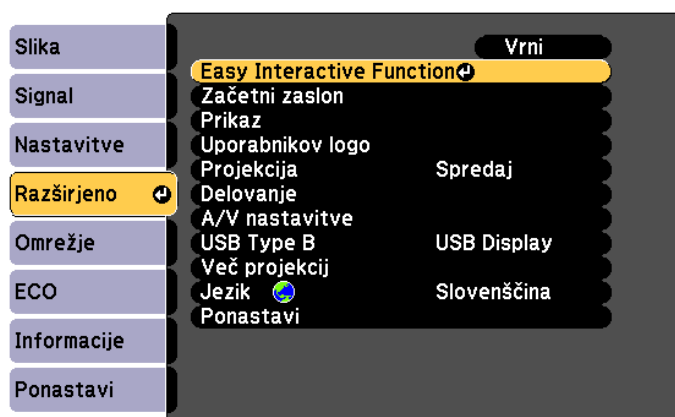 Slika
Signal
Nastavitve
Razširjeno
Omrežje
ECO
Informacije
Ponastavi
Vrni
Easy Interactive Function
Začetni zaslon
Prikaz
Uporabnikov logo
Projekcija Spredaj
Delovanje
A/V nastavitve
USB Type B USB Display
Več projekcij
Jezik Slovenščina
Ponastavi